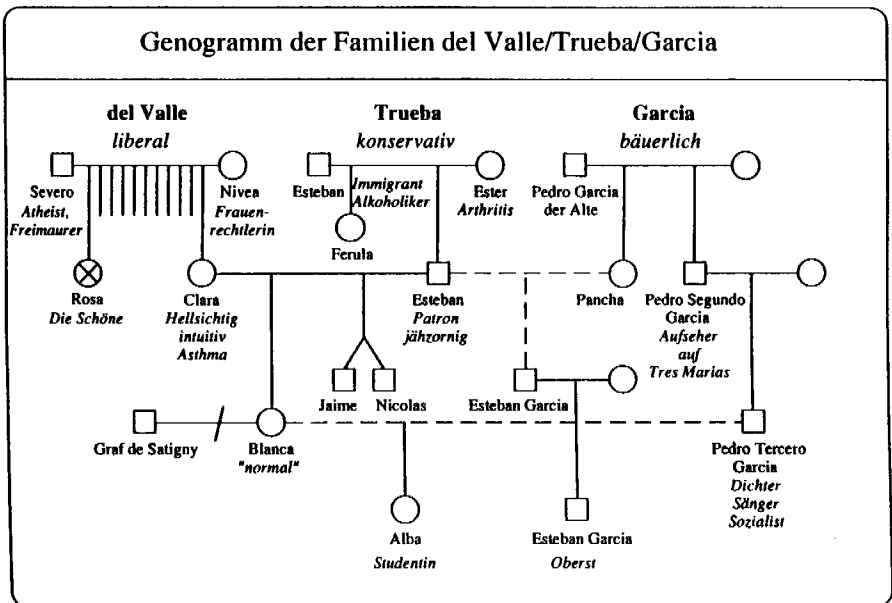 Genogramm der Familien del Valle/Trueba/Garcia
del Valle
liberal
Trueba
konservativ
Garcia
bäuerlich
Severo
Atheist,
Freimaurer
Nivea
Frauen-
rechtlerin
Esteban
Immigrant
Alkoholiker
Ester
Arthritis
Pedro Garcia
der Alte
Ferula
Rosa
Die Schöne
Clara
Hellsichtig
intuitiv
Asthma
Esteban
Patron
jähzornig
Pancha
Pedro Segundo
Garcia
Aufseher
auf
Tres Marias
Jaime
Nicolas
Esteban Garcia
Graf de Satigny
Blanca
"normal"
Pedro Tercero
Garcia
Dichter
Sänger
Sozialist
Alba
Studentin
Esteban Garcia
Oberst